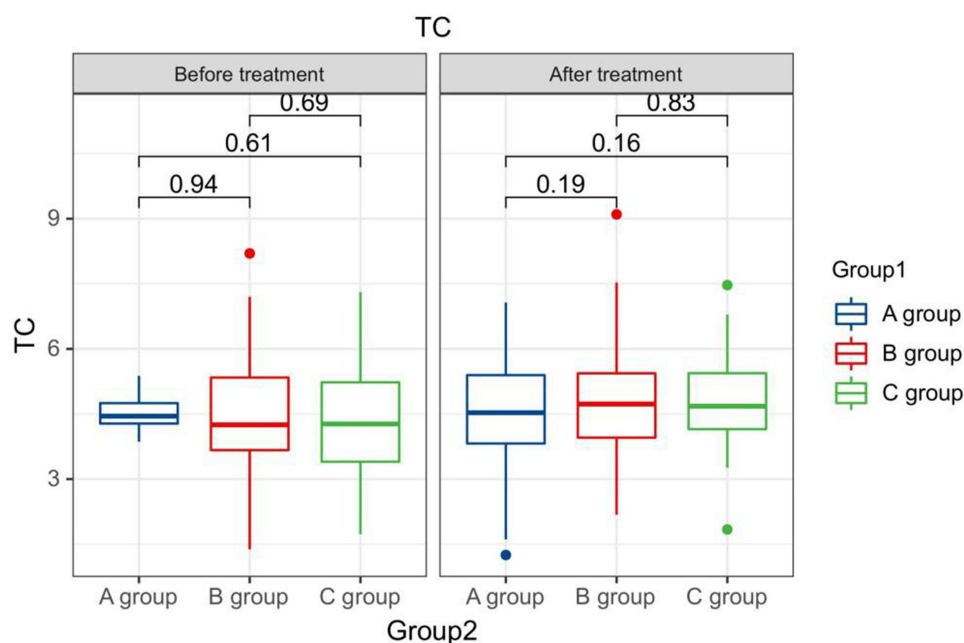 TC
Before treatment
After treatment
0.69
0.61
0.94
0.83
0.16
0.19
TC
9
6
3
A group
B group
C group
A group
B group
C group
Group2
Group1
A group
B group
C group